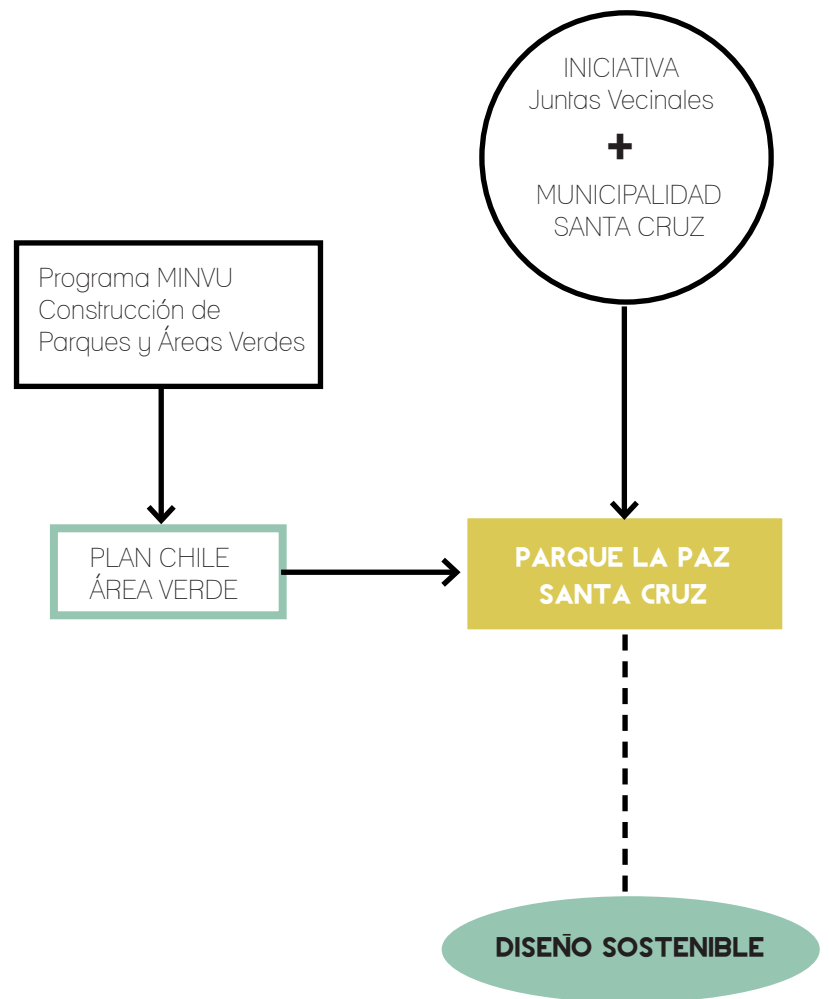 INICIATIVA
Juntas Vecinales
+
MUNICIPALIDAD
SANTA CRUZ
Programa MINVU
Construcción de
Parques y Áreas Verdes
PLAN CHILE
ÁREA VERDE
PARQUE LA PAZ
SANTA CRUZ
DISEÑO SOSTENIBLE